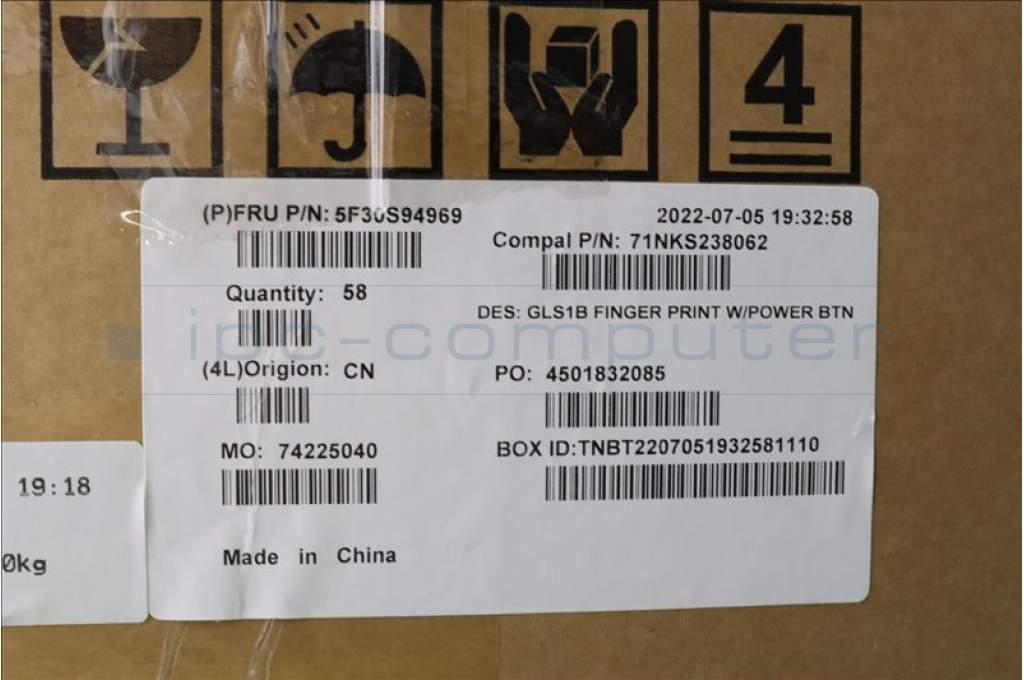 4
(P)FRU P/N: 5F30S94969
2022-07-05 19:32:58
Compal P/N: 71NKS238062
Quantity: 58
DES: GLS1B FINGER PRINT W/POWER BTN
ipc-computer
(4L)Origion: CN
PO: 4501832085
MO: 74225040
BOX ID:TNBT2207051932581110
19:18
Made in China
0kg